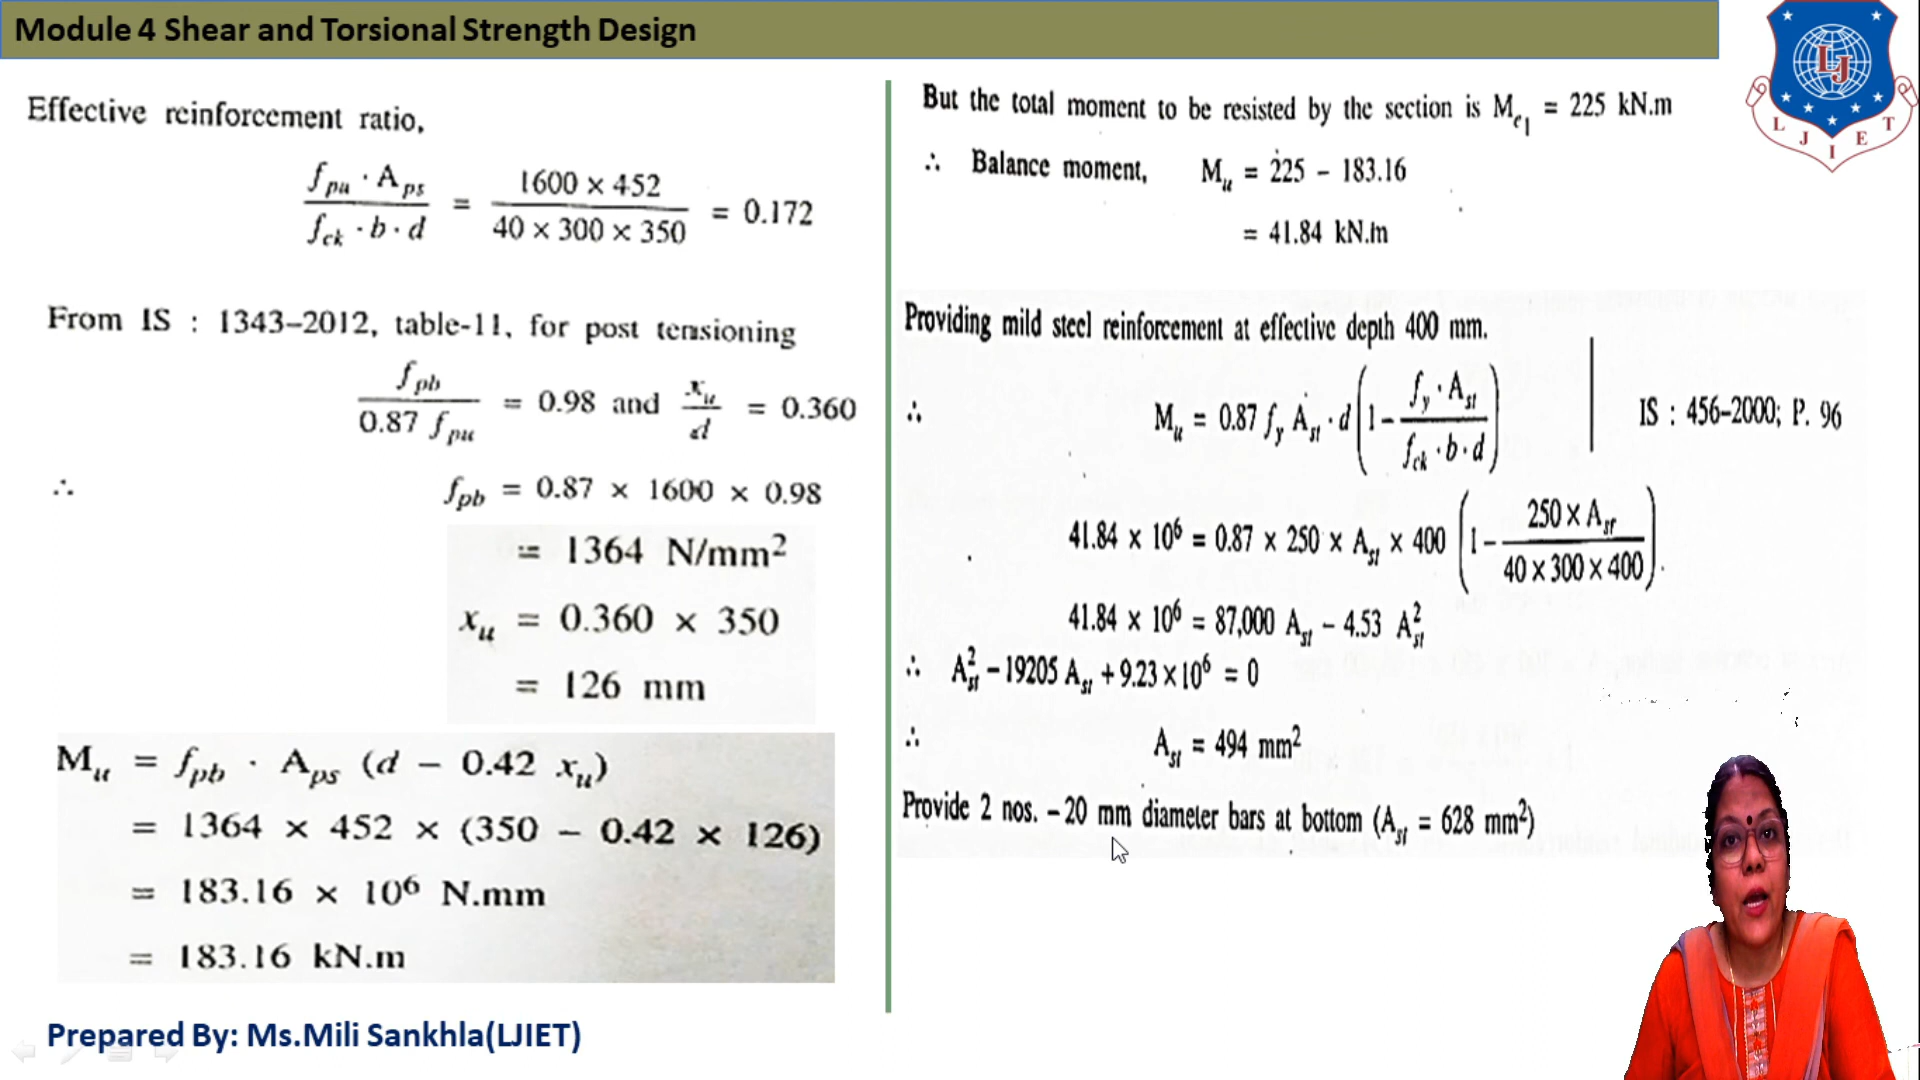 Module 4 Shear and Torsional Strength Design
Effective reinforcement ratio,
f_pu · A_ps / f_ck · b · d = 1600 × 452 / 40 × 300 × 350 = 0.172
From IS : 1343–2012, table-11, for post tensioning
f_pb / 0.87 f_pu = 0.98 and x_u / d = 0.360
∴ f_pb = 0.87 × 1600 × 0.98
= 1364 N/mm²
x_u = 0.360 × 350
= 126 mm
M_u = f_pb · A_ps (d – 0.42 x_u)
= 1364 × 452 × (350 – 0.42 × 126)
= 183.16 × 10⁶ N.mm
= 183.16 kN.m
Prepared By: Ms.Mili Sankhla(LJIET)
But the total moment to be resisted by the section is M_e1 = 225 kN.m
∴ Balance moment, M_u = 225 – 183.16
= 41.84 kN.m
Providing mild steel reinforcement at effective depth 400 mm.
∴ M_u = 0.87 f_y A_st · d (1 – f_y · A_st / f_ck · b · d) IS : 456–2000; P. 96
41.84 × 10⁶ = 0.87 × 250 × A_st × 400 (1 – 250 × A_st / 40 × 300 × 400).
41.84 × 10⁶ = 87,000 A_st – 4.53 A_st²
∴ A_st² – 19205 A_st + 9.23 × 10⁶ = 0
∴ A_st = 494 mm²
Provide 2 nos. – 20 mm diameter bars at bottom (A_st = 628 mm²)
LJ
L J I E T